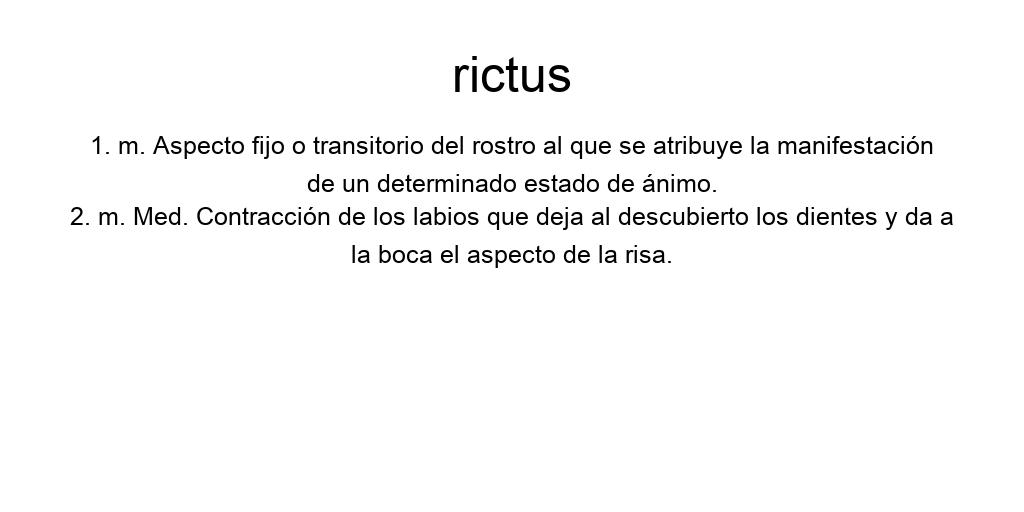 rictus
1. m. Aspecto fijo o transitorio del rostro al que se atribuye la manifestación
de un determinado estado de ánimo.
2. m. Med. Contracción de los labios que deja al descubierto los dientes y da a
la boca el aspecto de la risa.